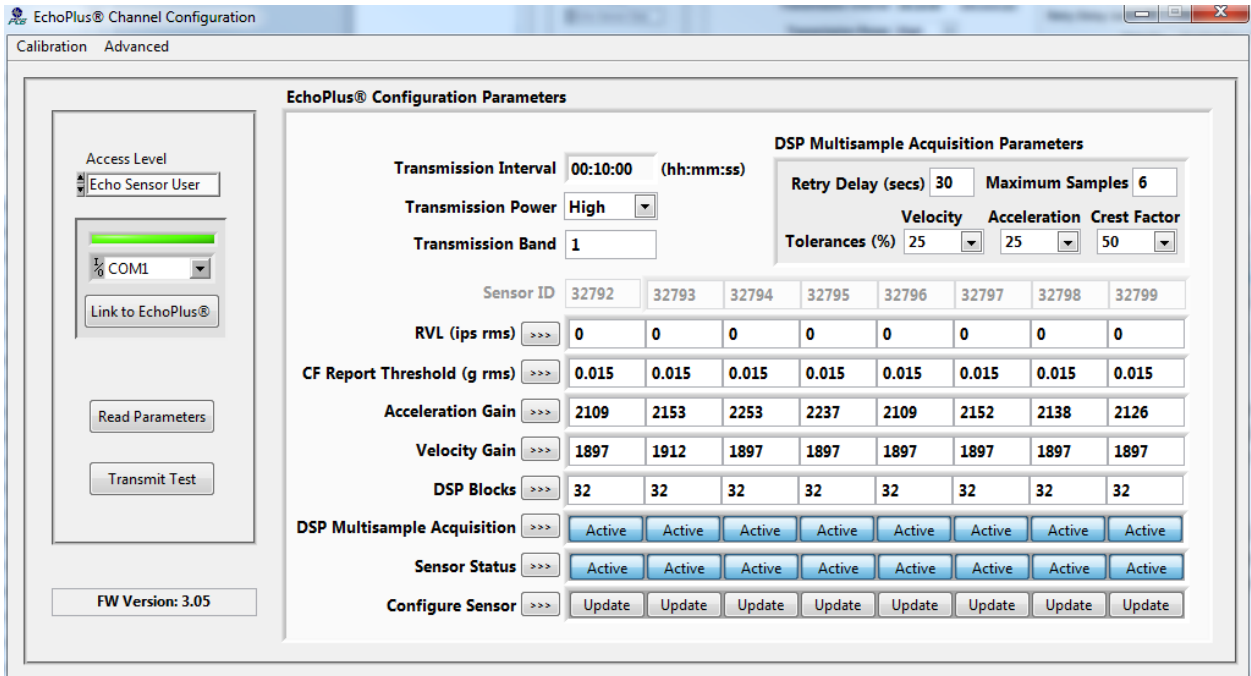 EchoPlus® Channel Configuration
Calibration Advanced
EchoPlus® Configuration Parameters
Access Level
Echo Sensor User
COM1
Link to EchoPlus®
Read Parameters
Transmit Test
FW Version: 3.05
Transmission Interval 00:10:00 (hh:mm:ss)
Transmission Power High
Transmission Band 1
DSP Multisample Acquisition Parameters
Retry Delay (secs) 30 Maximum Samples 6
Velocity Acceleration Crest Factor
Tolerances (%) 25 25 50
Sensor ID 32792 32793 32794 32795 32796 32797 32798 32799
RVL (ips rms) >>> 0 0 0 0 0 0 0 0
CF Report Threshold (g rms) >>> 0.015 0.015 0.015 0.015 0.015 0.015 0.015 0.015
Acceleration Gain >>> 2109 2153 2253 2237 2109 2152 2138 2126
Velocity Gain >>> 1897 1912 1897 1897 1897 1897 1897 1897
DSP Blocks >>> 32 32 32 32 32 32 32 32
DSP Multisample Acquisition >>> Active Active Active Active Active Active Active Active
Sensor Status >>> Active Active Active Active Active Active Active Active
Configure Sensor >>> Update Update Update Update Update Update Update Update